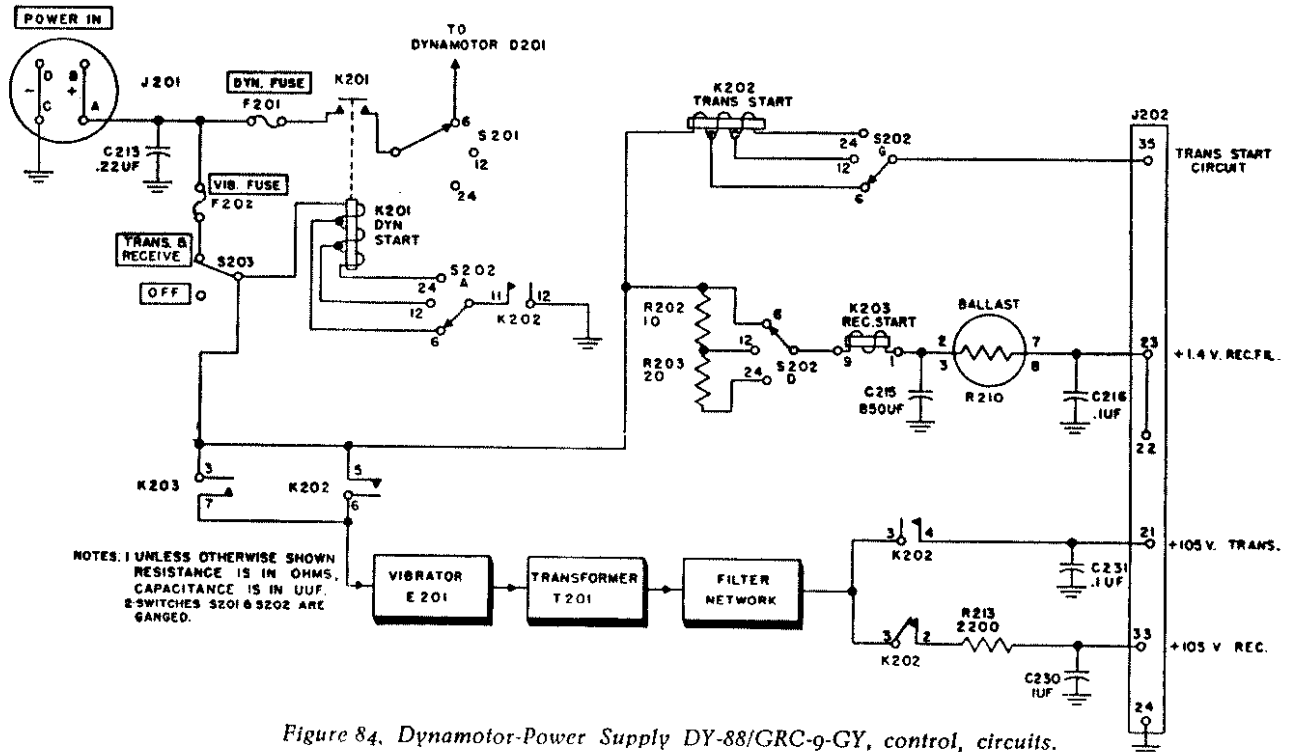 POWER IN
D
B
-
+
C
A
J201
DYN. FUSE
F201
K201
TO
DYNAMOTOR D201
6
S201
12
24
C213
.22UF
VIB. FUSE
F202
TRANS. &
RECEIVE
S203
OFF
K201
DYN
START
24
S202
A
12
6
11
12
K202
K202
TRANS START
24
S202
G
12
6
J202
35
TRANS START
CIRCUIT
R202
10
R203
20
6
12
24
S202
D
K203
REC.START
9
1
C215
850UF
BALLAST
2
3
7
8
R210
C216
.1UF
23
+1.4 V. REC.FIL.
22
K203
3
7
K202
5
6
NOTES: 1 UNLESS OTHERWISE SHOWN
RESISTANCE IS IN OHMS,
CAPACITANCE IS IN UUF.
2 SWITCHES S201 & S202 ARE
GANGED.
VIBRATOR
E201
TRANSFORMER
T201
FILTER
NETWORK
3
4
K202
C231
.1UF
21
+105 V. TRANS.
3
2
K202
R213
2200
C230
1UF
33
+105 V REC.
24
Figure 84. Dynamotor-Power Supply DY-88/GRC-9-GY, control, circuits.